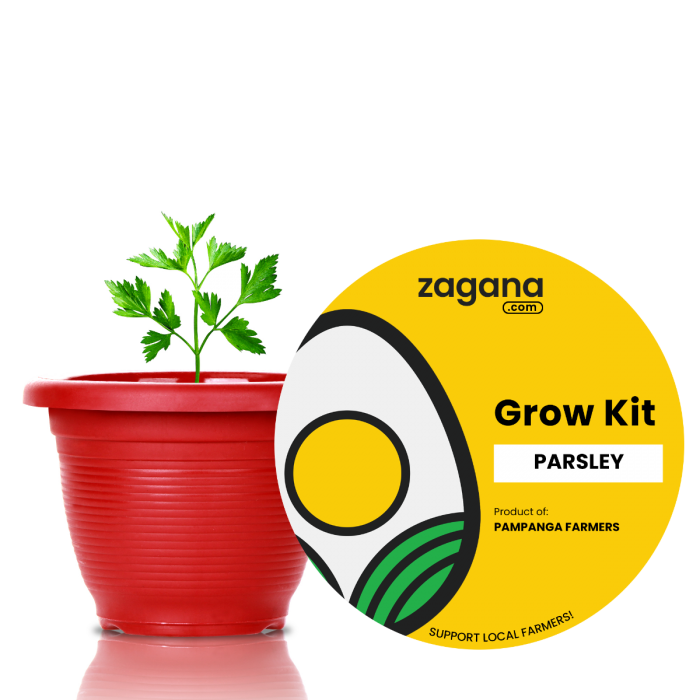 zagana
.com
Grow Kit
PARSLEY
Product of:
PAMPANGA FARMERS
SUPPORT LOCAL FARMERS!